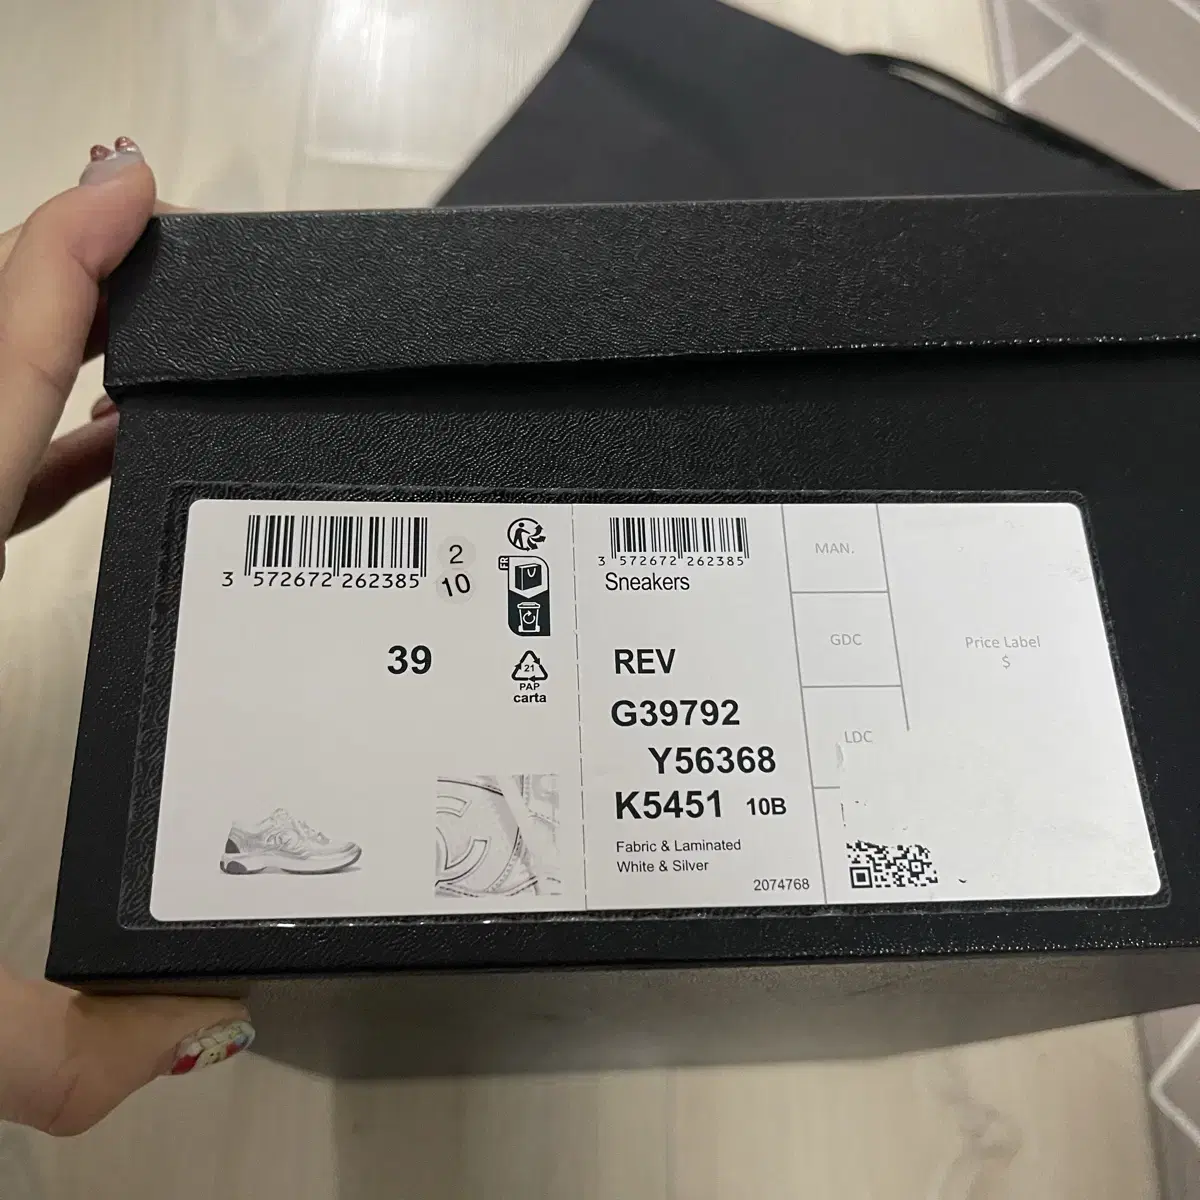 3 572672 262385
2
10
FR
39
21
PAP
carta
3 572672 262385
Sneakers
REV
G39792
Y56368
K5451 10B
Fabric & Laminated
White & Silver
2074768
MAN.
GDC
LDC
Price Label
$